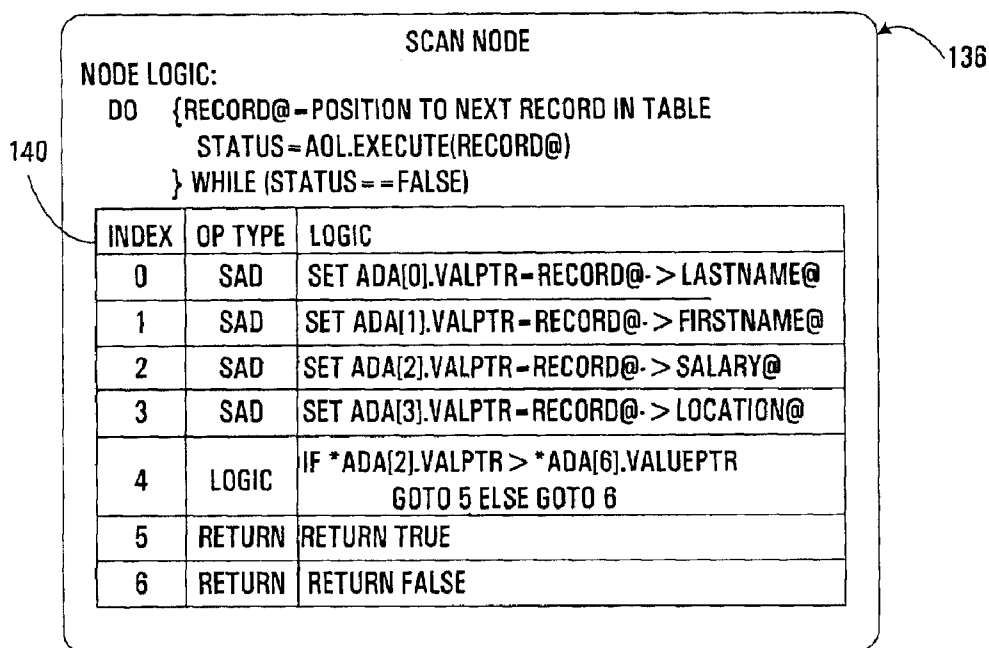 SCAN NODE
136
NODE LOGIC:
DO {RECORD@=POSITION TO NEXT RECORD IN TABLE
STATUS=AOL.EXECUTE(RECORD@)
} WHILE (STATUS==FALSE)
140
INDEX OP TYPE LOGIC
0 SAD SET ADA[0].VALPTR=RECORD@->LASTNAME@
1 SAD SET ADA[1].VALPTR=RECORD@->FIRSTNAME@
2 SAD SET ADA[2].VALPTR=RECORD@->SALARY@
3 SAD SET ADA[3].VALPTR=RECORD@->LOCATION@
4 LOGIC IF *ADA[2].VALPTR > *ADA[6].VALUEPTR
GOTO 5 ELSE GOTO 6
5 RETURN RETURN TRUE
6 RETURN RETURN FALSE